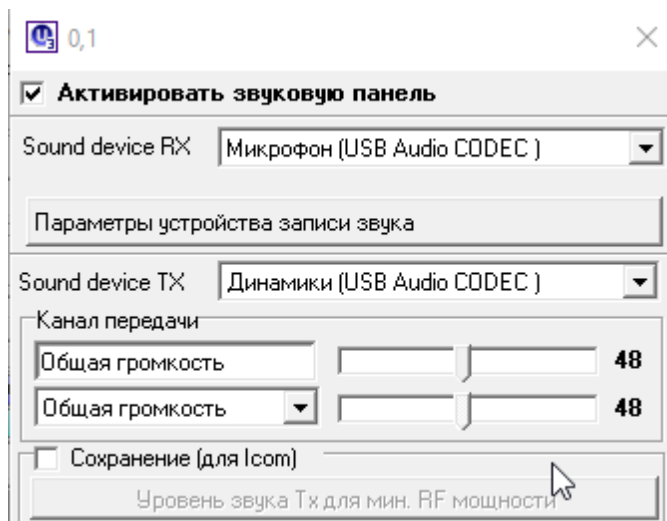 0,1
Активировать звуковую панель
Sound device RX Микрофон (USB Audio CODEC )
Параметры устройства записи звука
Sound device TX Динамики (USB Audio CODEC )
Канал передачи
Общая громкость 48
Общая громкость 48
Сохранение (для Icom)
Уровень звука Tx для мин. RF мощности